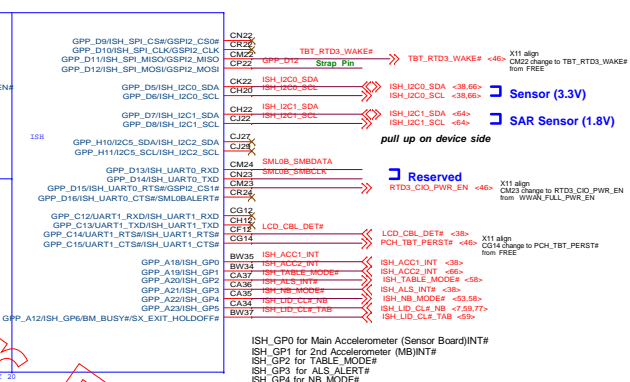 GPP_D9/ISH_SPI_CS#/GSPI2_CS0# CN22
GPP_D10/ISH_SPI_CLK/GSPI2_CLK CR22
GPP_D11/ISH_SPI_MISO/GSPI2_MISO CM22 TBT_RTD3_WAKE# TBT_RTD3_WAKE# <46>
GPP_D12/ISH_SPI_MOSI/GSPI2_MOSI CP22 GPP_D12 Strap Pin
X11 align
CM22 change to TBT_RTD3_WAKE#
from FREE
EN#
GPP_D5/ISH_I2C0_SDA CK22 ISH_I2C0_SDA ISH_I2C0_SDA <38,66>
GPP_D6/ISH_I2C0_SCL CH20 ISH_I2C0_SCL ISH_I2C0_SCL <38,66>
Sensor (3.3V)
GPP_D7/ISH_I2C1_SDA CH22 ISH_I2C1_SDA ISH_I2C1_SDA <64>
GPP_D8/ISH_I2C1_SCL CJ22 ISH_I2C1_SCL ISH_I2C1_SCL <64>
SAR Sensor (1.8V)
ISH
pull up on device side
GPP_H10/I2C5_SDA/ISH_I2C2_SDA CJ27
GPP_H11/I2C5_SCL/ISH_I2C2_SCL CJ29
GPP_D13/ISH_UART0_RXD CM24 SML0B_SMBDATA
GPP_D14/ISH_UART0_TXD CN23 SML0B_SMBCLK
Reserved
GPP_D15/ISH_UART0_RTS#/GSPI2_CS1# CM23 RTD3_CIO_PWR_EN <46>
GPP_D16/ISH_UART0_CTS#/SML0BALERT# CR24
X11 align
CM23 change to RTD3_CIO_PWR_EN
from WWAN_FULL_PWR_EN
GPP_C12/UART1_RXD/ISH_UART1_RXD CG12
GPP_C13/UART1_TXD/ISH_UART1_TXD CH12
GPP_C14/UART1_RTS#/ISH_UART1_RTS# CF12 LCD_CBL_DET# LCD_CBL_DET# <38>
GPP_C15/UART1_CTS#/ISH_UART1_CTS# CG14 PCH_TBT_PERST# <46>
X11 align
CG14 change to PCH_TBT_PERST#
from FREE
GPP_A18/ISH_GP0 BW35 ISH_ACC1_INT ISH_ACC1_INT <38>
GPP_A19/ISH_GP1 BW34 ISH_ACC2_INT ISH_ACC2_INT <66>
GPP_A20/ISH_GP2 CA37 ISH_TABLE_MODE# ISH_TABLE_MODE# <58>
GPP_A21/ISH_GP3 CA36 ISH_ALS_INT# ISH_ALS_INT# <38>
GPP_A22/ISH_GP4 CA35 ISH_NB_MODE# ISH_NB_MODE# <53,58>
GPP_A23/ISH_GP5 CA34 ISH_LID_CL#_NB ISH_LID_CL#_NB <7,59,77>
GPP_A12/ISH_GP6/BM_BUSY#/SX_EXIT_HOLDOFF# BW37 ISH_LID_CL#_TAB ISH_LID_CL#_TAB <59>
ISH_GP0 for Main Accelerometer (Sensor Board)INT#
ISH_GP1 for 2nd Accelerometer (MB)INT#
ISH_GP2 for TABLE_MODE#
ISH_GP3 for ALS_ALERT#
ISH_GP4 for NB_MODE#
20